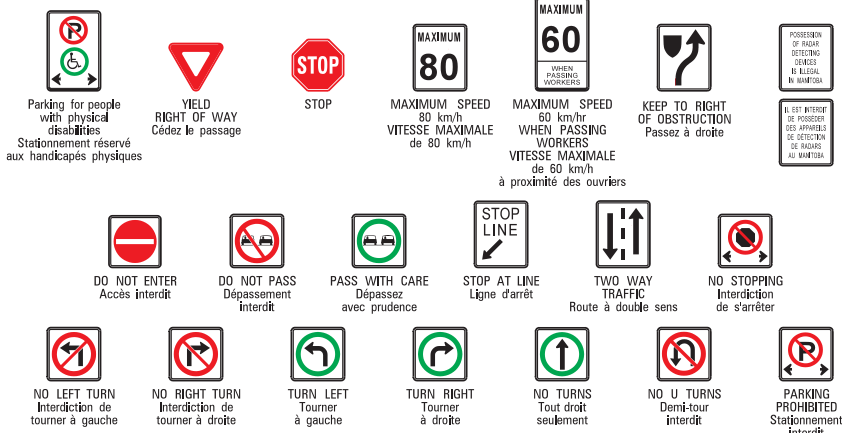 P
Parking for people
with physical
disabilities
Stationnement réservé
aux handicapés physiques
YIELD
RIGHT OF WAY
Cédez le passage
STOP
STOP
MAXIMUM
80
MAXIMUM SPEED
80 km/h
VITESSE MAXIMALE
de 80 km/h
MAXIMUM
60
WHEN
PASSING
WORKERS
MAXIMUM SPEED
60 km/hr
WHEN PASSING
WORKERS
VITESSE MAXIMALE
de 60 km/h
à proximité des ouvriers
KEEP TO RIGHT
OF OBSTRUCTION
Passez à droite
POSSESSION
OF RADAR
DETECTING
DEVICES
IS ILLEGAL
IN MANITOBA
IL EST INTERDIT
DE POSSÉDER
DES APPAREILS
DE DÉTECTION
DE RADARS
AU MANITOBA
DO NOT ENTER
Accès interdit
DO NOT PASS
Dépassement
interdit
PASS WITH CARE
Dépassez
avec prudence
STOP
LINE
STOP AT LINE
Ligne d'arrêt
TWO WAY
TRAFFIC
Route à double sens
NO STOPPING
Interdiction
de s'arrêter
NO LEFT TURN
Interdiction de
tourner à gauche
NO RIGHT TURN
Interdiction de
tourner à droite
TURN LEFT
Tourner
à gauche
TURN RIGHT
Tourner
à droite
NO TURNS
Tout droit
seulement
NO U TURNS
Demi-tour
interdit
P
PARKING
PROHIBITED
Stationnement
interdit